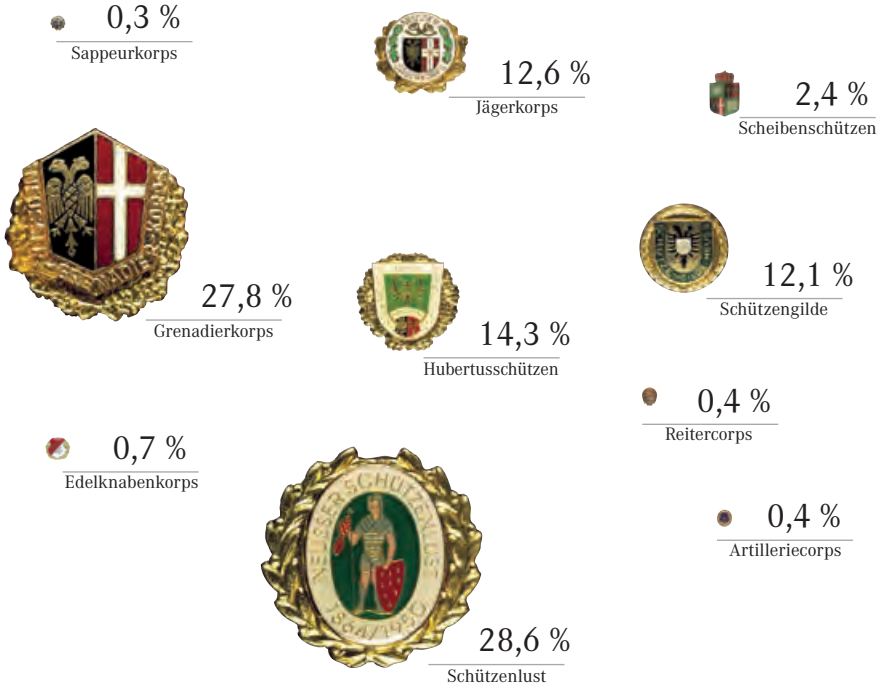 0,3 %
Sappeurkorps
12,6 %
Jägerkorps
2,4 %
Scheibenschützen
27,8 %
Grenadierkorps
14,3 %
Hubertusschützen
12,1 %
Schützengilde
0,4 %
Reitercorps
0,7 %
Edelknabenkorps
0,4 %
Artilleriecorps
NEUSSER SCHÜTZENLUST
1864/1950
28,6 %
Schützenlust